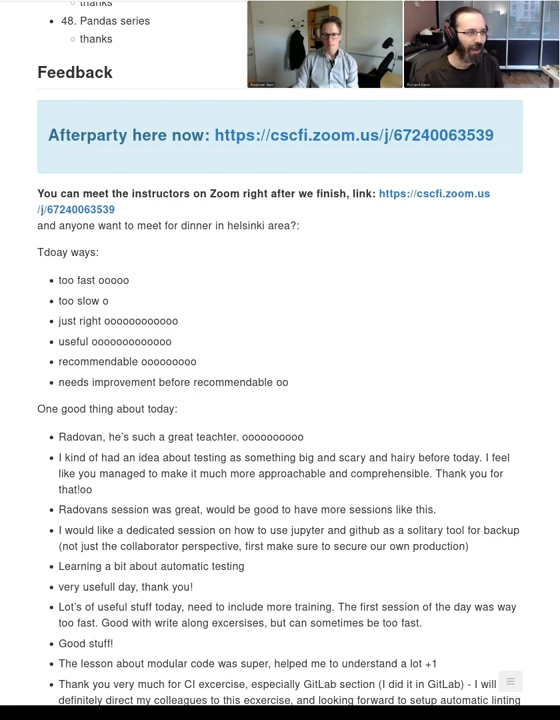 thanks
48. Pandas series
thanks
Feedback
Afterparty here now: https://cscfi.zoom.us/j/67240063539
You can meet the instructors on Zoom right after we finish, link: https://cscfi.zoom.us
/j/67240063539
and anyone want to meet for dinner in helsinki area?:
Tdoay ways:
too fast ooooo
too slow o
just right oooooooooooo
useful ooooooooooooo
recommendable ooooooooo
needs improvement before recommendable oo
One good thing about today:
Radovan, he's such a great teachter. oooooooooo
I kind of had an idea about testing as something big and scary and hairy before today. I feel
like you managed to make it much more approachable and comprehensible. Thank you for
that!oo
Radovans session was great, would be good to have more sessions like this.
I would like a dedicated session on how to use jupyter and github as a solitary tool for backup
(not just the collaborator perspective, first make sure to secure our own production)
Learning a bit about automatic testing
very usefull day, thank you!
Lot's of useful stuff today, need to include more training. The first session of the day was way
too fast. Good with write along excersises, but can sometimes be too fast.
Good stuff!
The lesson about modular code was super, helped me to understand a lot +1
Thank you very much for CI excercise, especially GitLab section (I did it in GitLab) - I will
definitely direct my colleagues to this ecxercise, and looking forward to setup automatic linting